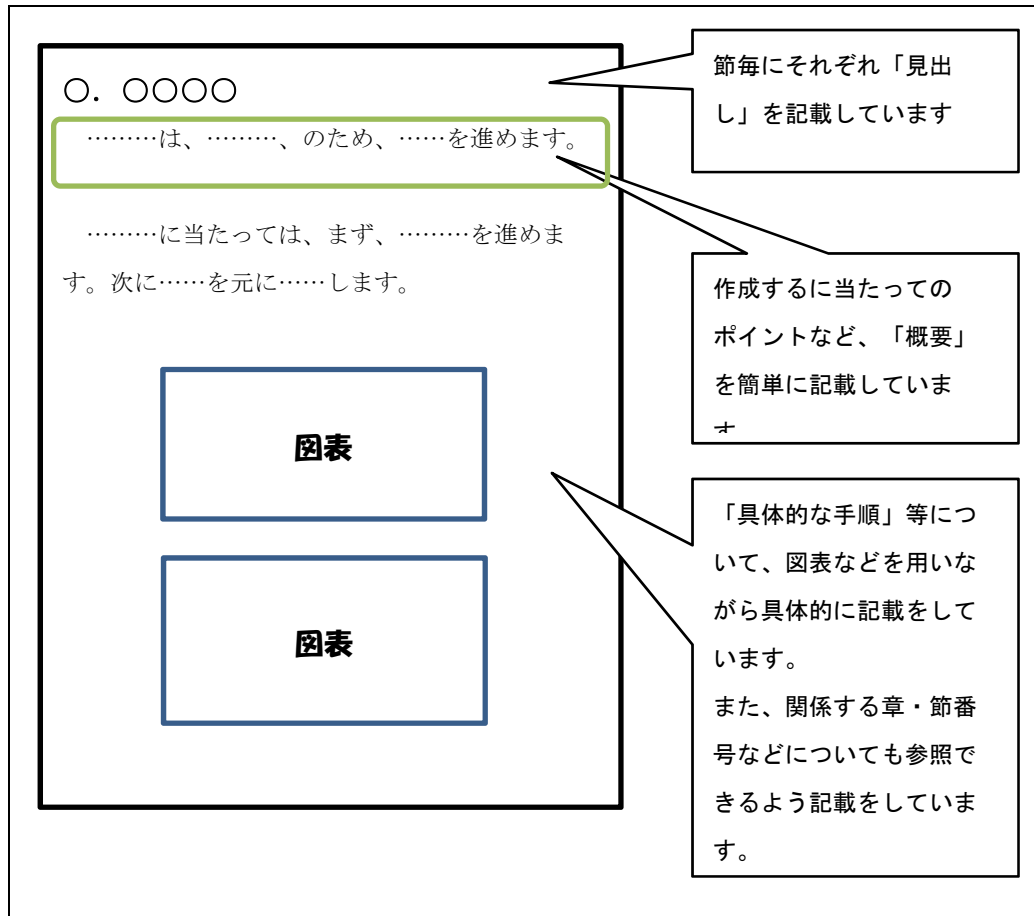 ○．○○○○
………は、………、のため、……を進めます。
………に当たっては、まず、………を進めま
す。次に……を元に……します。
図表
図表
節毎にそれぞれ「見出
し」を記載しています
作成するに当たっての
ポイントなど、「概要」
を簡単に記載していま
す
「具体的な手順」等につ
いて、図表などを用いな
がら具体的に記載をして
います。
また、関係する章・節番
号などについても参照で
きるよう記載をしていま
す。